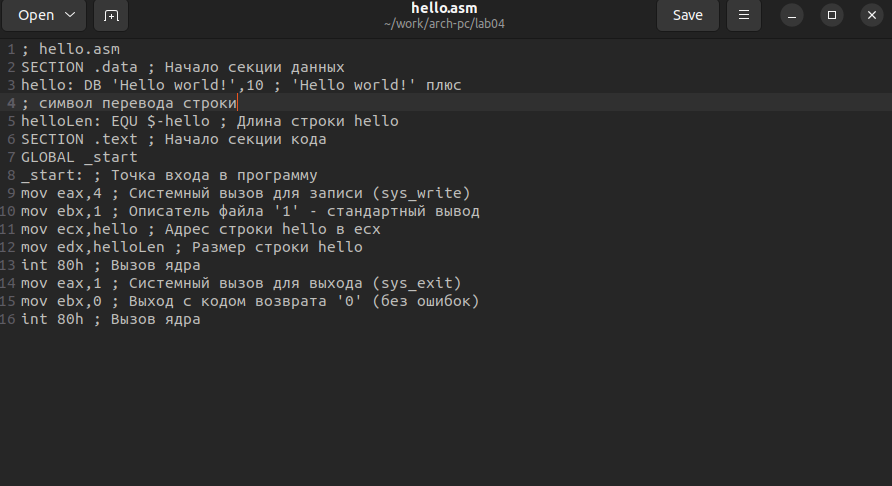 Open
hello.asm
~/work/arch-pc/lab04
Save
1 ; hello.asm
2 SECTION .data ; Начало секции данных
3 hello: DB 'Hello world!',10 ; 'Hello world!' плюс
4 ; символ перевода строки
5 helloLen: EQU $-hello ; Длина строки hello
6 SECTION .text ; Начало секции кода
7 GLOBAL _start
8 _start: ; Точка входа в программу
9 mov eax,4 ; Системный вызов для записи (sys_write)
10 mov ebx,1 ; Описатель файла '1' - стандартный вывод
11 mov ecx,hello ; Адрес строки hello в ecx
12 mov edx,helloLen ; Размер строки hello
13 int 80h ; Вызов ядра
14 mov eax,1 ; Системный вызов для выхода (sys_exit)
15 mov ebx,0 ; Выход с кодом возврата '0' (без ошибок)
16 int 80h ; Вызов ядра